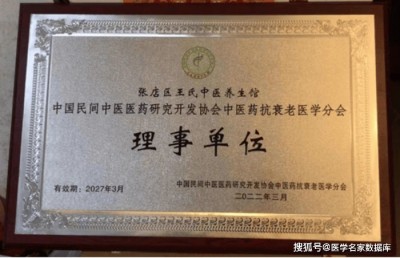 张店区王氏中医养生馆
中国民间中医医药研究开发协会中医药抗衰老医学分会
理事单位
有效期：2027年3月
中国民间中医医药研究开发协会中医药抗衰老医学分会
二〇二二年三月
搜狐号@医学名家数据库